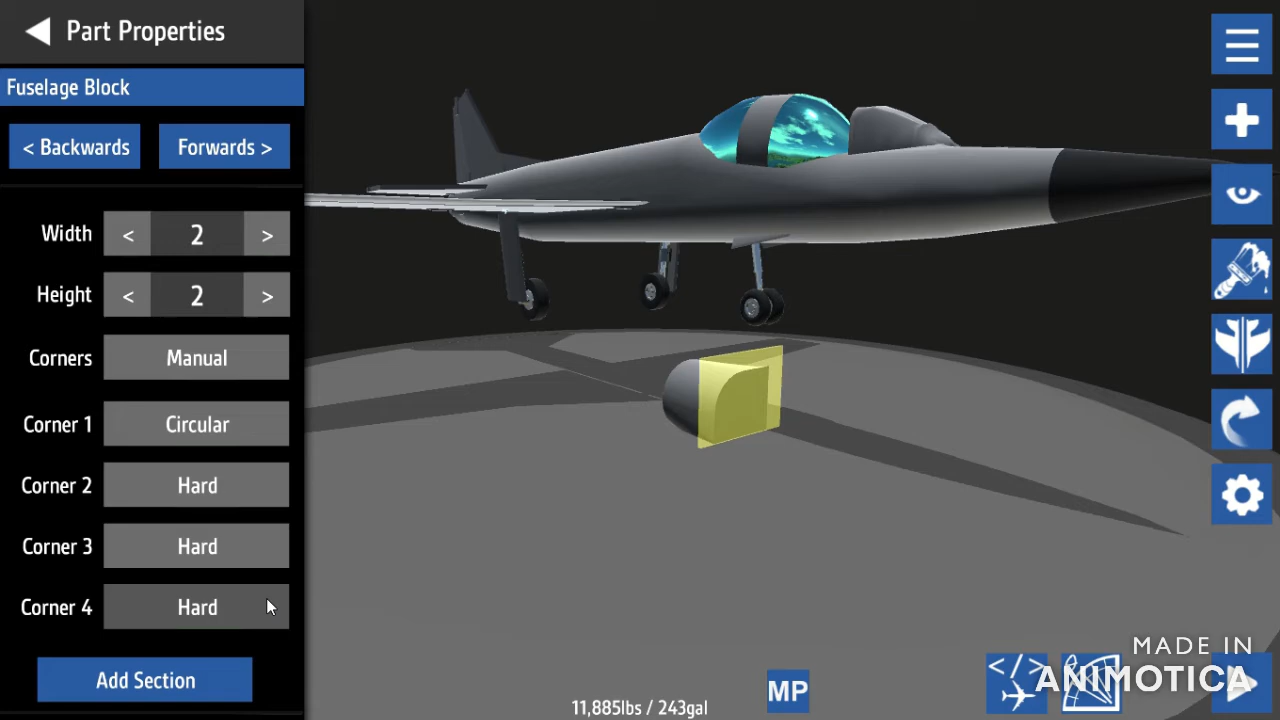 Part Properties
Fuselage Block
< Backwards
Forwards >
Width < 2 >
Height < 2 >
Corners Manual
Corner 1 Circular
Corner 2 Hard
Corner 3 Hard
Corner 4 Hard
Add Section
11,885lbs / 243gal
MP
</>
MADE IN
ANIMOTICA